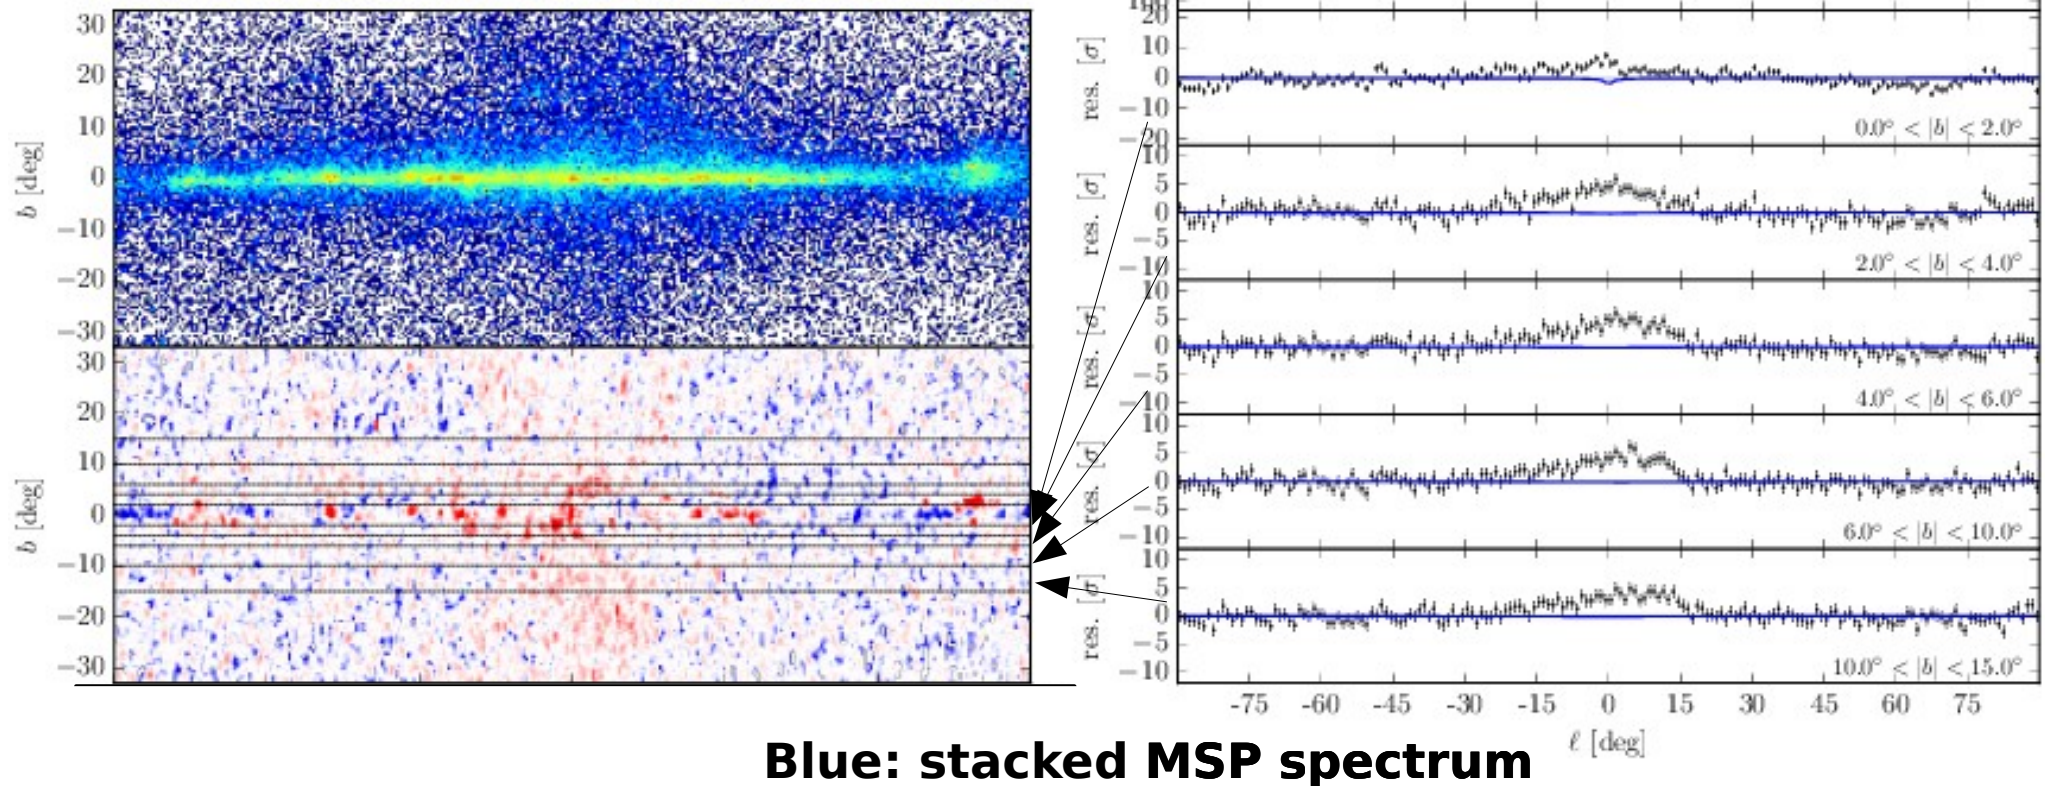 30
20
10
0
−10
−20
−30
b [deg]
30
20
10
0
−10
−20
−30
b [deg]
20
10
0
−10
−20
res. [σ]
0.0° < |b| < 2.0°
10
5
0
−5
−10
res. [σ]
2.0° < |b| < 4.0°
10
5
0
−5
−10
res. [σ]
4.0° < |b| < 6.0°
10
5
0
−5
−10
res. [σ]
6.0° < |b| < 10.0°
10
5
0
−5
−10
res. [σ]
10.0° < |b| < 15.0°
-75 -60 -45 -30 -15 0 15 30 45 60 75
ℓ [deg]
Blue: stacked MSP spectrum